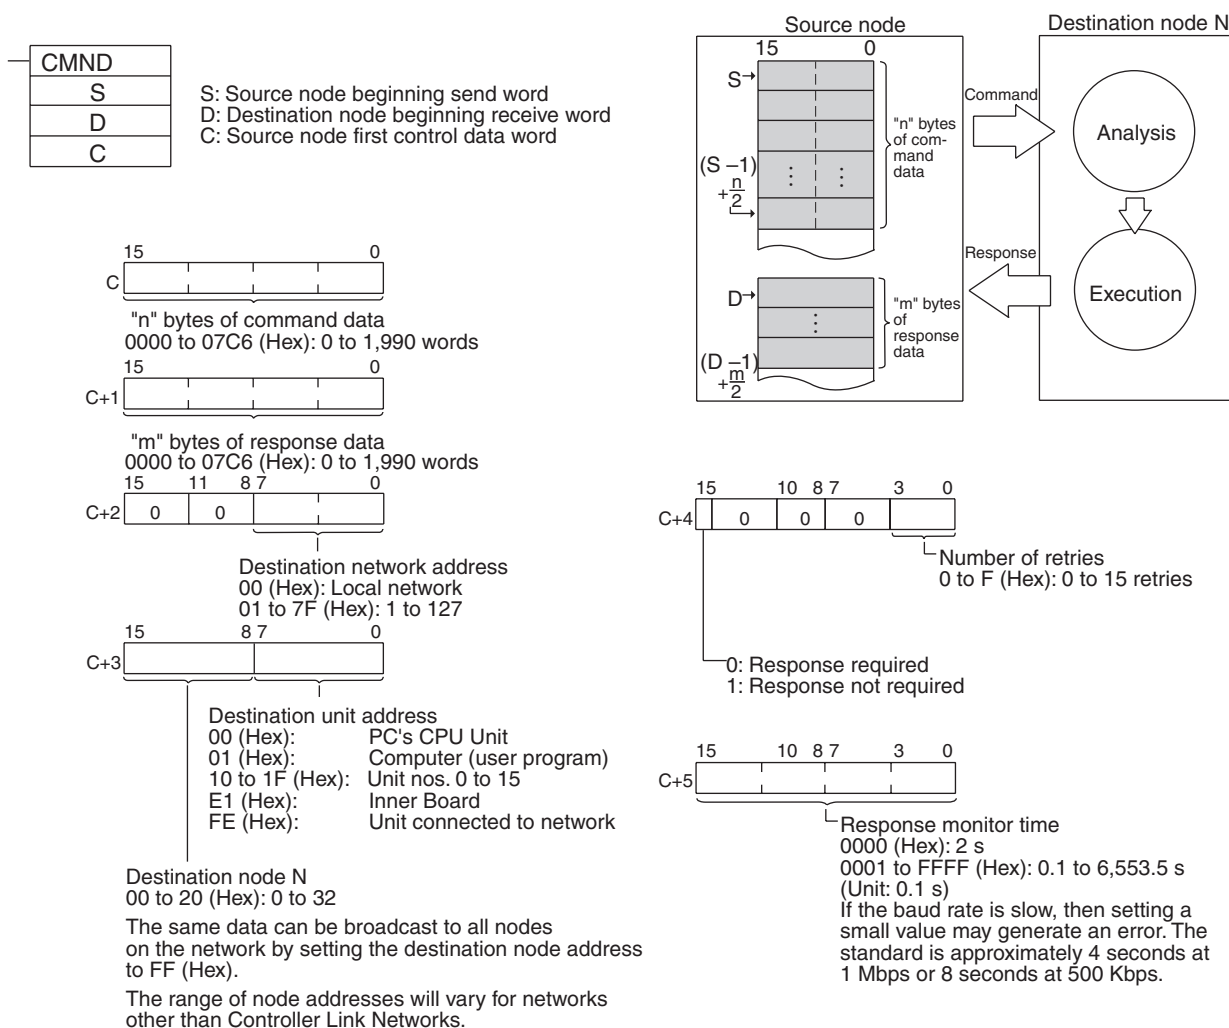 CMND
S
D
C
S: Source node beginning send word
D: Destination node beginning receive word
C: Source node first control data word
Source node
15 0
S
(S –1)
+n/2
"n" bytes
of com-
mand
data
D
(D –1)
+m/2
"m" bytes
of
response
data
Command
Response
Destination node N
Analysis
Execution
15 0
C
"n" bytes of command data
0000 to 07C6 (Hex): 0 to 1,990 words
15 0
C+1
"m" bytes of response data
0000 to 07C6 (Hex): 0 to 1,990 words
15 11 8 7 0
C+2 0 0
Destination network address
00 (Hex): Local network
01 to 7F (Hex): 1 to 127
15 8 7 0
C+3
Destination unit address
00 (Hex): PC's CPU Unit
01 (Hex): Computer (user program)
10 to 1F (Hex): Unit nos. 0 to 15
E1 (Hex): Inner Board
FE (Hex): Unit connected to network
Destination node N
00 to 20 (Hex): 0 to 32
The same data can be broadcast to all nodes
on the network by setting the destination node address
to FF (Hex).
The range of node addresses will vary for networks
other than Controller Link Networks.
15 10 8 7 3 0
C+4 0 0 0
Number of retries
0 to F (Hex): 0 to 15 retries
0: Response required
1: Response not required
15 10 8 7 3 0
C+5
Response monitor time
0000 (Hex): 2 s
0001 to FFFF (Hex): 0.1 to 6,553.5 s
(Unit: 0.1 s)
If the baud rate is slow, then setting a
small value may generate an error. The
standard is approximately 4 seconds at
1 Mbps or 8 seconds at 500 Kbps.